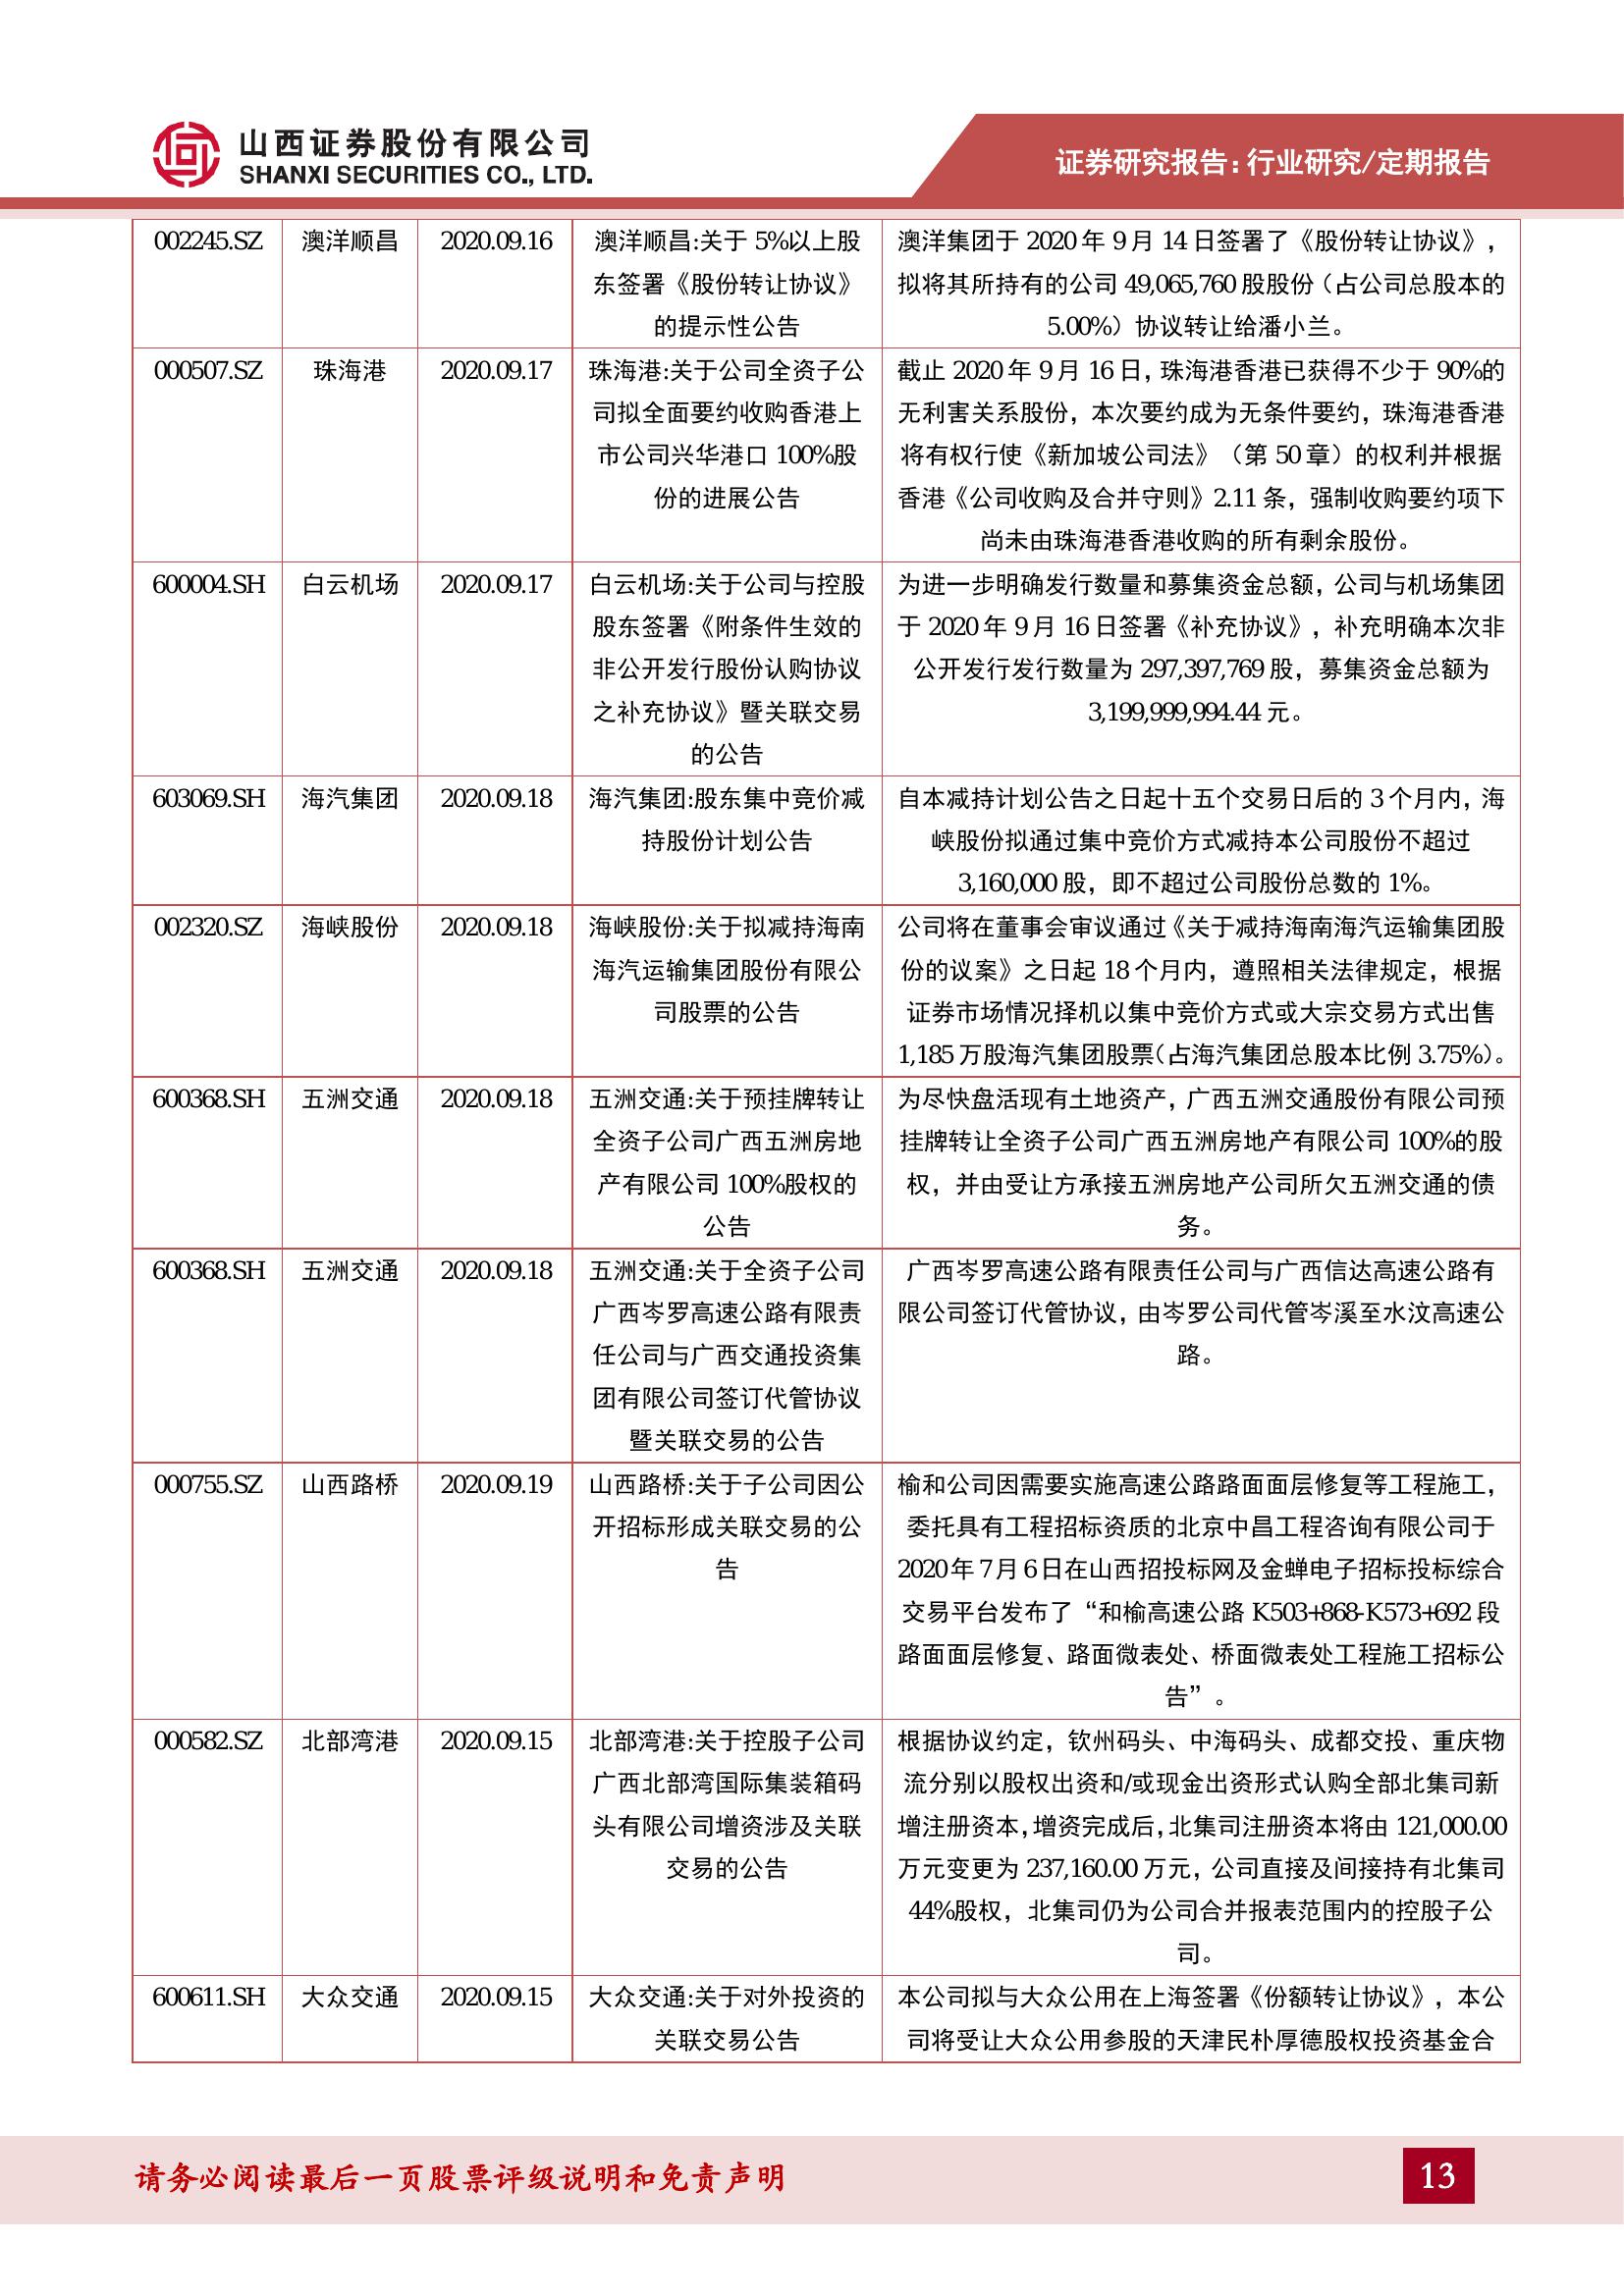 山西证券股份有限公司
SHANXI SECURITIES CO., LTD.
证券研究报告：行业研究/定期报告
002245.SZ
澳洋顺昌
2020.09.16
澳洋顺昌:关于 5%以上股
东签署《股份转让协议》
的提示性公告
澳洋集团于 2020 年 9 月 14 日签署了《股份转让协议》，
拟将其所持有的公司 49,065,760 股股份（占公司总股本的
5.00%）协议转让给潘小兰。
000507.SZ
珠海港
2020.09.17
珠海港:关于公司全资子公
司拟全面要约收购香港上
市公司兴华港口 100%股
份的进展公告
截止 2020 年 9 月 16 日，珠海港香港已获得不少于 90%的
无利害关系股份，本次要约成为无条件要约，珠海港香港
将有权行使《新加坡公司法》（第 50 章）的权利并根据
香港《公司收购及合并守则》2.11 条，强制收购要约项下
尚未由珠海港香港收购的所有剩余股份。
600004.SH
白云机场
2020.09.17
白云机场:关于公司与控股
股东签署《附条件生效的
非公开发行股份认购协议
之补充协议》暨关联交易
的公告
为进一步明确发行数量和募集资金总额，公司与机场集团
于 2020 年 9 月 16 日签署《补充协议》，补充明确本次非
公开发行发行数量为 297,397,769 股，募集资金总额为
3,199,999,994.44 元。
603069.SH
海汽集团
2020.09.18
海汽集团:股东集中竞价减
持股份计划公告
自本减持计划公告之日起十五个交易日后的 3 个月内，海
峡股份拟通过集中竞价方式减持本公司股份不超过
3,160,000 股，即不超过公司股份总数的 1%。
002320.SZ
海峡股份
2020.09.18
海峡股份:关于拟减持海南
海汽运输集团股份有限公
司股票的公告
公司将在董事会审议通过《关于减持海南海汽运输集团股
份的议案》之日起 18 个月内，遵照相关法律规定，根据
证券市场情况择机以集中竞价方式或大宗交易方式出售
1,185 万股海汽集团股票（占海汽集团总股本比例 3.75%）。
600368.SH
五洲交通
2020.09.18
五洲交通:关于预挂牌转让
全资子公司广西五洲房地
产有限公司 100%股权的
公告
为尽快盘活现有土地资产，广西五洲交通股份有限公司预
挂牌转让全资子公司广西五洲房地产有限公司 100%的股
权，并由受让方承接五洲房地产公司所欠五洲交通的债
务。
600368.SH
五洲交通
2020.09.18
五洲交通:关于全资子公司
广西岑罗高速公路有限责
任公司与广西交通投资集
团有限公司签订代管协议
暨关联交易的公告
广西岑罗高速公路有限责任公司与广西信达高速公路有
限公司签订代管协议，由岑罗公司代管岑溪至水汶高速公
路。
000755.SZ
山西路桥
2020.09.19
山西路桥:关于子公司因公
开招标形成关联交易的公
告
榆和公司因需要实施高速公路路面面层修复等工程施工，
委托具有工程招标资质的北京中昌工程咨询有限公司于
2020 年 7 月 6 日在山西招投标网及金蝉电子招标投标综合
交易平台发布了“和榆高速公路 K503+868-K573+692 段
路面面层修复、路面微表处、桥面微表处工程施工招标公
告”。
000582.SZ
北部湾港
2020.09.15
北部湾港:关于控股子公司
广西北部湾国际集装箱码
头有限公司增资涉及关联
交易的公告
根据协议约定，钦州码头、中海码头、成都交投、重庆物
流分别以股权出资和/或现金出资形式认购全部北集司新
增注册资本，增资完成后，北集司注册资本将由 121,000.00
万元变更为 237,160.00 万元，公司直接及间接持有北集司
44%股权，北集司仍为公司合并报表范围内的控股子公
司。
600611.SH
大众交通
2020.09.15
大众交通:关于对外投资的
关联交易公告
本公司拟与大众公用在上海签署《份额转让协议》，本公
司将受让大众公用参股的天津民朴厚德股权投资基金合
请务必阅读最后一页股票评级说明和免责声明
13